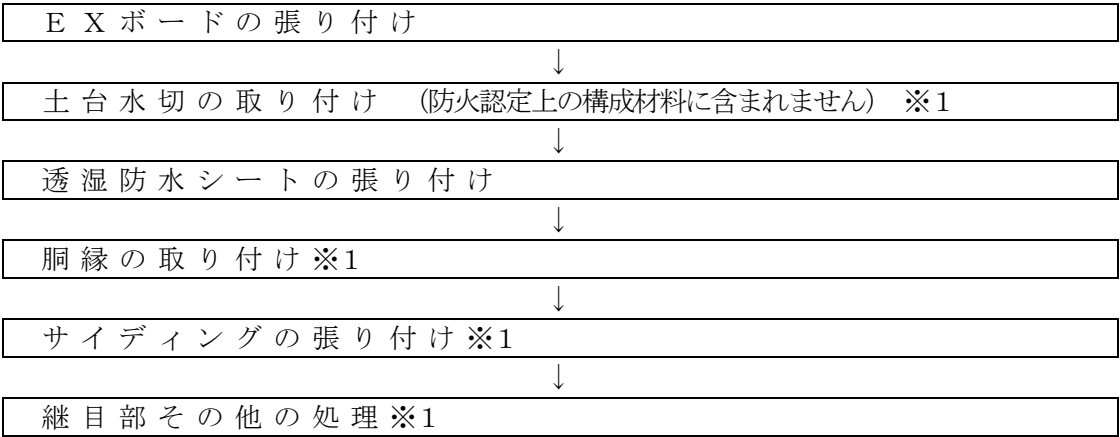 ＥＸボードの張り付け
↓
土台水切の取り付け （防火認定上の構成材料に含まれません） ※１
↓
透湿防水シートの張り付け
↓
胴縁の取り付け※１
↓
サイディングの張り付け※１
↓
継目部その他の処理※１